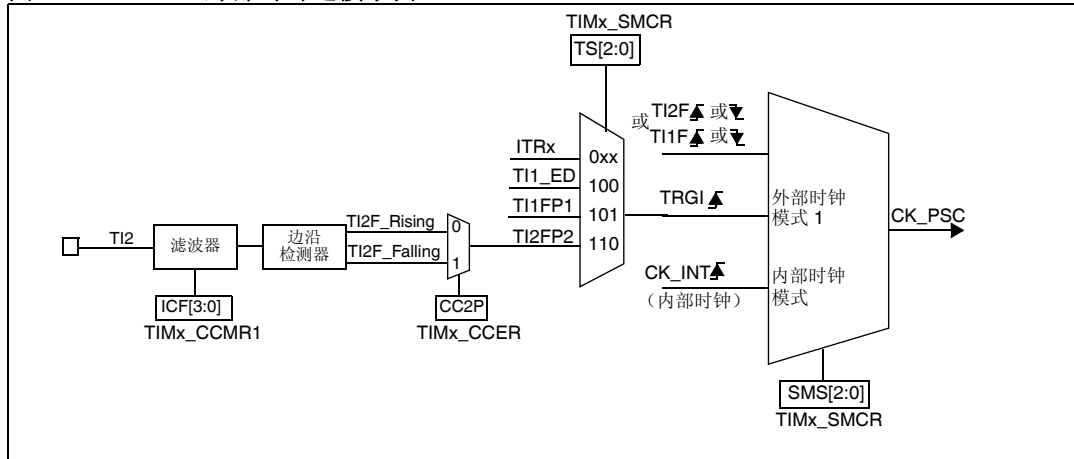 TIMx_SMCR
TS[2:0]
或 TI2F 或
TI1F 或
ITRx
0xx
TI1_ED
100
TI1FP1
101
TI2FP2
110
TRGI
外部时钟
模式 1
CK_PSC
TI2
滤波器
边沿
检测器
TI2F_Rising
0
TI2F_Falling
1
CK_INT
(内部时钟)
内部时钟
模式
ICF[3:0]
TIMx_CCMR1
CC2P
TIMx_CCER
SMS[2:0]
TIMx_SMCR